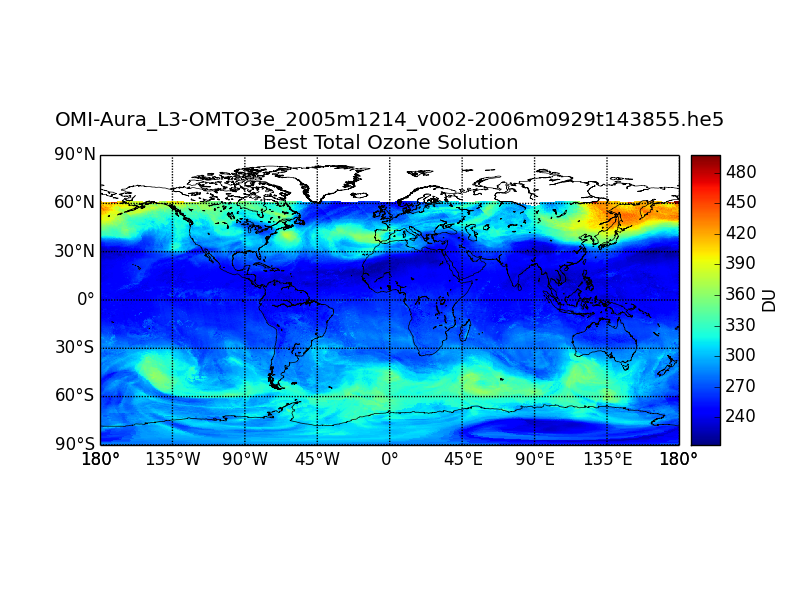 OMI-Aura_L3-OMTO3e_2005m1214_v002-2006m0929t143855.he5
Best Total Ozone Solution
90°N
60°N
30°N
0°
30°S
60°S
90°S
180°
135°W
90°W
45°W
0°
45°E
90°E
135°E
180°
480
450
420
390
360
330
300
270
240
DU